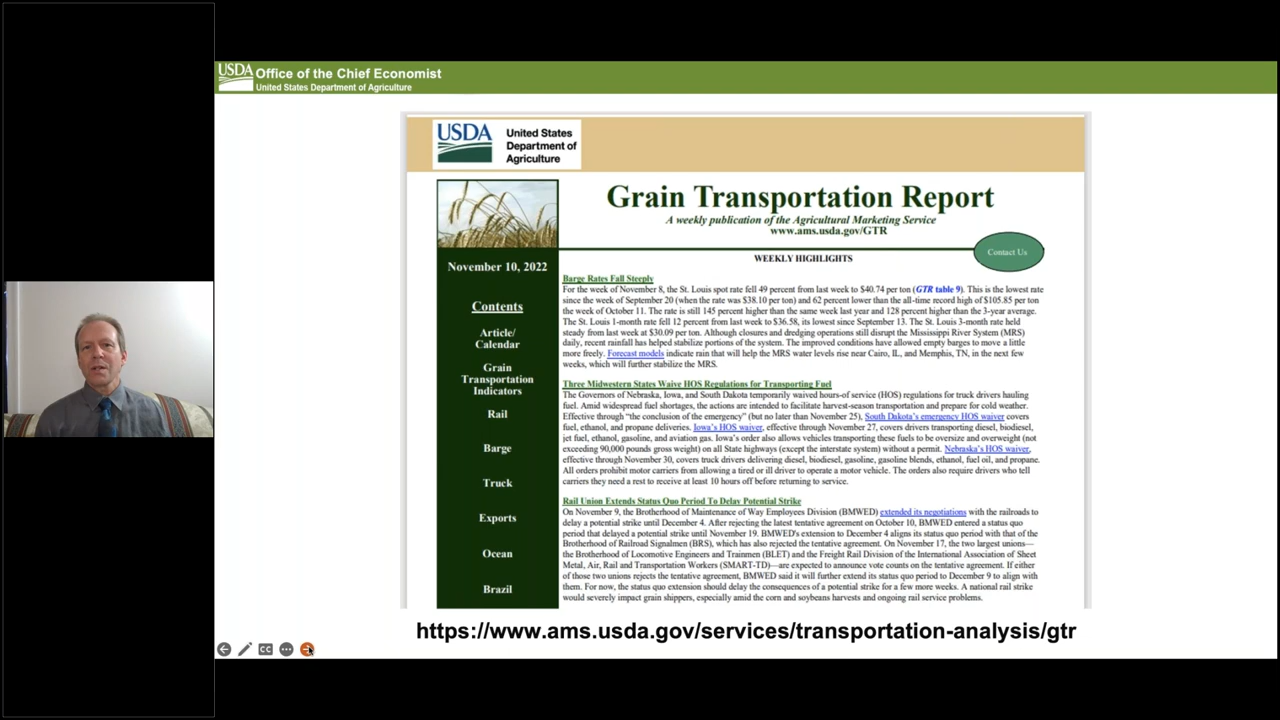 USDA
Office of the Chief Economist
United States Department of Agriculture
USDA
United States
Department of
Agriculture
Grain Transportation Report
A weekly publication of the Agricultural Marketing Service
www.ams.usda.gov/GTR
Contact Us
November 10, 2022
Contents
Article/
Calendar
Grain
Transportation
Indicators
Rail
Barge
Truck
Exports
Ocean
Brazil
WEEKLY HIGHLIGHTS
Barge Rates Fall Steeply
For the week of November 8, the St. Louis spot rate fell 49 percent from last week to $40.74 per ton (GTR table 9). This is the lowest rate
since the week of September 20 (when the rate was $38.10 per ton) and 62 percent lower than the all-time record high of $105.85 per ton
the week of October 11. The rate is still 145 percent higher than the same week last year and 128 percent higher than the 3-year average.
The St. Louis 1-month rate fell 12 percent from last week to $36.58, its lowest since September 13. The St. Louis 3-month rate held
steady from last week at $30.09 per ton. Although closures and dredging operations still disrupt the Mississippi River System (MRS)
daily, recent rainfall has helped stabilize portions of the system. The improved conditions have allowed empty barges to move a little
more freely. Forecast models indicate rain that will help the MRS water levels rise near Cairo, IL, and Memphis, TN, in the next few
weeks, which will further stabilize the MRS.
Three Midwestern States Waive HOS Regulations for Transporting Fuel
The Governors of Nebraska, Iowa, and South Dakota temporarily waived hours-of service (HOS) regulations for truck drivers hauling
fuel. Amid widespread fuel shortages, the actions are intended to facilitate harvest-season transportation and prepare for cold weather.
Effective through "the conclusion of the emergency" (but no later than November 25), South Dakota's emergency HOS waiver covers
fuel, ethanol, and propane deliveries. Iowa's HOS waiver, effective through November 27, covers drivers transporting diesel, biodiesel,
jet fuel, ethanol, gasoline, and aviation gas. Iowa's order also allows vehicles transporting these fuels to be oversize and overweight (not
exceeding 90,000 pounds gross weight) on all State highways (except the interstate system) without a permit. Nebraska's HOS waiver,
effective through November 30, covers truck drivers delivering diesel, biodiesel, gasoline, gasoline blends, ethanol, fuel oil, and propane.
All orders prohibit motor carriers from allowing a tired or ill driver to operate a motor vehicle. The orders also require drivers who tell
carriers they need a rest to receive at least 10 hours off before returning to service.
Rail Union Extends Status Quo Period To Delay Potential Strike
On November 9, the Brotherhood of Maintenance of Way Employees Division (BMWED) extended its negotiations with the railroads to
delay a potential strike until December 4. After rejecting the latest tentative agreement on October 10, BMWED entered a status quo
period that delayed a potential strike until November 19. BMWED's extension to December 4 aligns its status quo period with that of the
Brotherhood of Railroad Signalmen (BRS), which has also rejected the tentative agreement. On November 17, the two largest unions—
the Brotherhood of Locomotive Engineers and Trainmen (BLET) and the Freight Rail Division of the International Association of Sheet
Metal, Air, Rail and Transportation Workers (SMART-TD)—are expected to announce vote counts on the tentative agreement. If either
of those two unions rejects the tentative agreement, BMWED said it will further extend its status quo period to December 9 to align with
them. For now, the status quo extension should delay the consequences of a potential strike for a few more weeks. A national rail strike
would severely impact grain shippers, especially amid the corn and soybeans harvests and ongoing rail service problems.
https://www.ams.usda.gov/services/transportation-analysis/gtr
CC